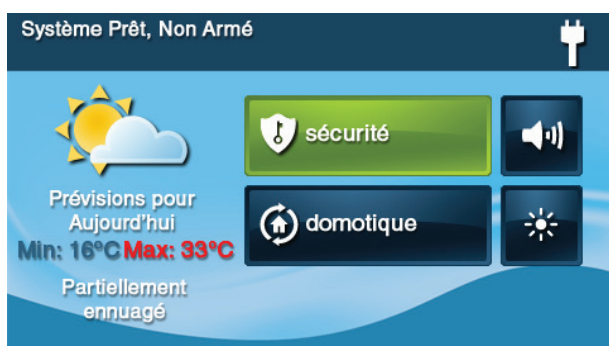 Système Prêt, Non Armé
sécurité
domotique
Prévisions pour
Aujourd'hui
Min: 16°C Max: 33°C
Partiellement
ennuagé